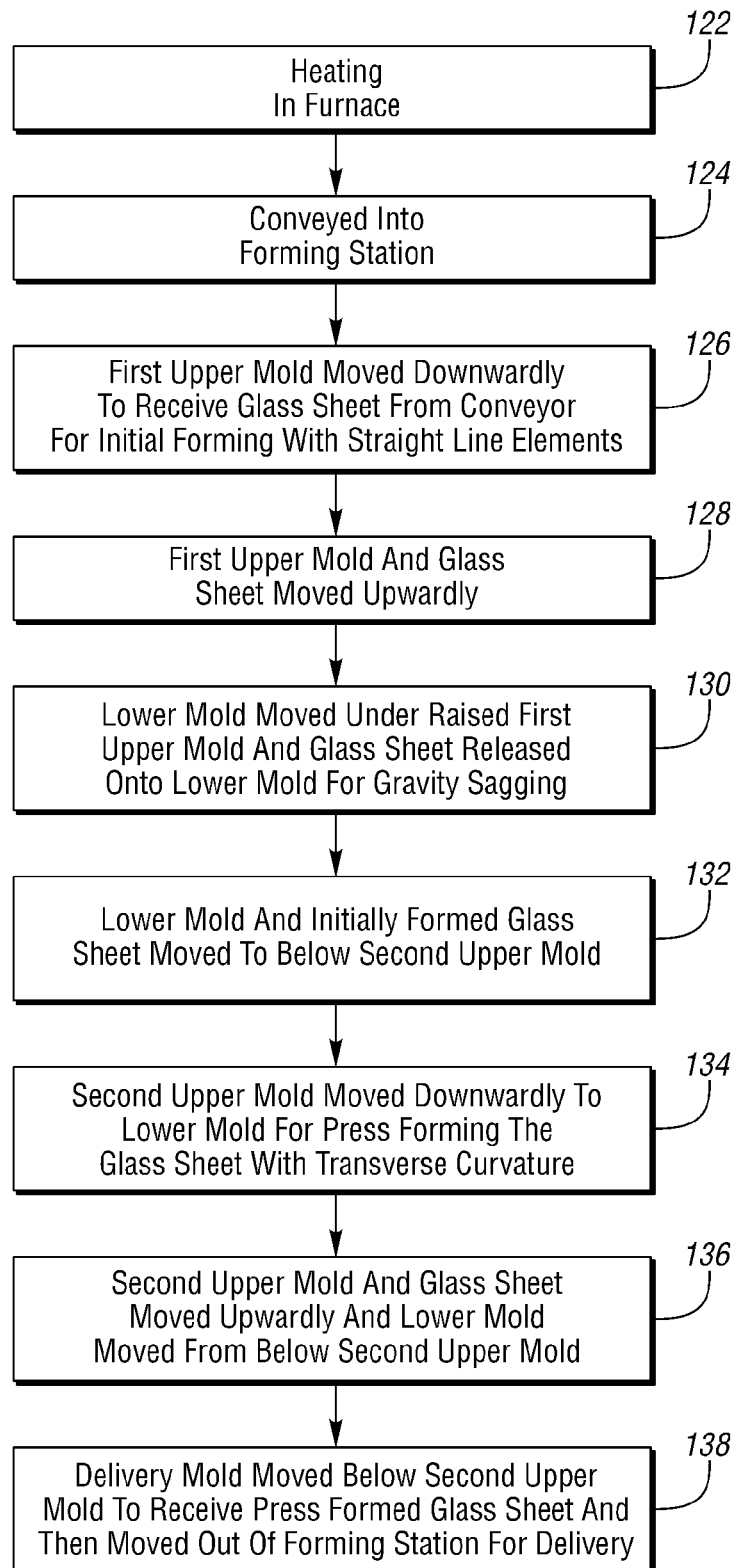 122
Heating
In Furnace
124
Conveyed Into
Forming Station
126
First Upper Mold Moved Downwardly
To Receive Glass Sheet From Conveyor
For Initial Forming With Straight Line Elements
128
First Upper Mold And Glass
Sheet Moved Upwardly
130
Lower Mold Moved Under Raised First
Upper Mold And Glass Sheet Released
Onto Lower Mold For Gravity Sagging
132
Lower Mold And Initially Formed Glass
Sheet Moved To Below Second Upper Mold
134
Second Upper Mold Moved Downwardly To
Lower Mold For Press Forming The
Glass Sheet With Transverse Curvature
136
Second Upper Mold And Glass Sheet
Moved Upwardly And Lower Mold
Moved From Below Second Upper Mold
138
Delivery Mold Moved Below Second Upper
Mold To Receive Press Formed Glass Sheet And
Then Moved Out Of Forming Station For Delivery